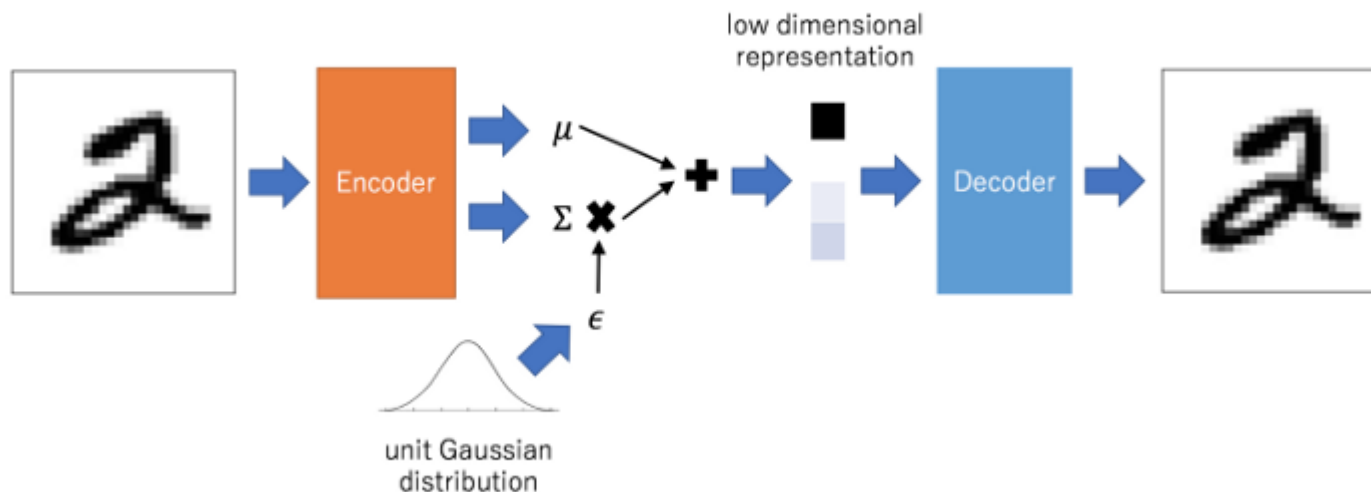 low dimensional
representation
Encoder
μ
Σ
ϵ
Decoder
unit Gaussian
distribution